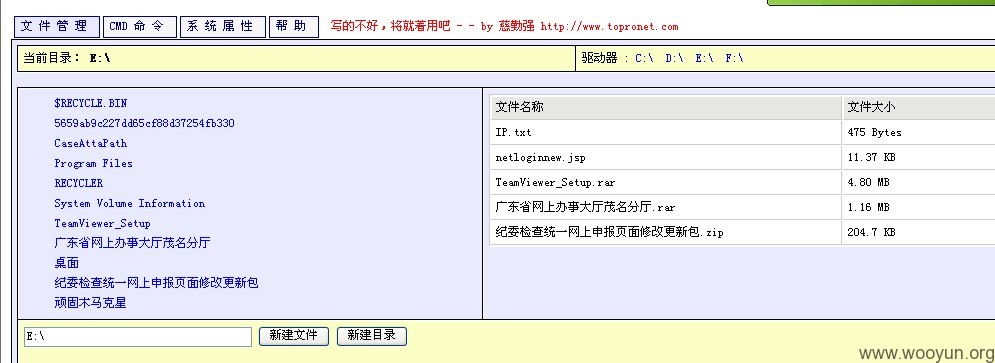 文件管理 CMD 命令 系统属性 帮助 写的不好，将就着用吧 - - by 慈勤强 http://www.topronet.com
当前目录： E:\ 驱动器 : C:\ D:\ E:\ F:\
$RECYCLE.BIN
5659ab9c227dd65cf88d37254fb330
CaseAttaPath
Program Files
RECYCLER
System Volume Information
TeamViewer_Setup
广东省网上办事大厅茂名分厅
桌面
纪委检查统一网上申报页面修改更新包
顽固木马克星
文件名称 文件大小
IP.txt 475 Bytes
netloginnew.jsp 11.37 KB
TeamViewer_Setup.rar 4.80 MB
广东省网上办事大厅茂名分厅.rar 1.16 MB
纪委检查统一网上申报页面修改更新包.zip 204.7 KB
E:\ 新建文件 新建目录
www.wooyun.org